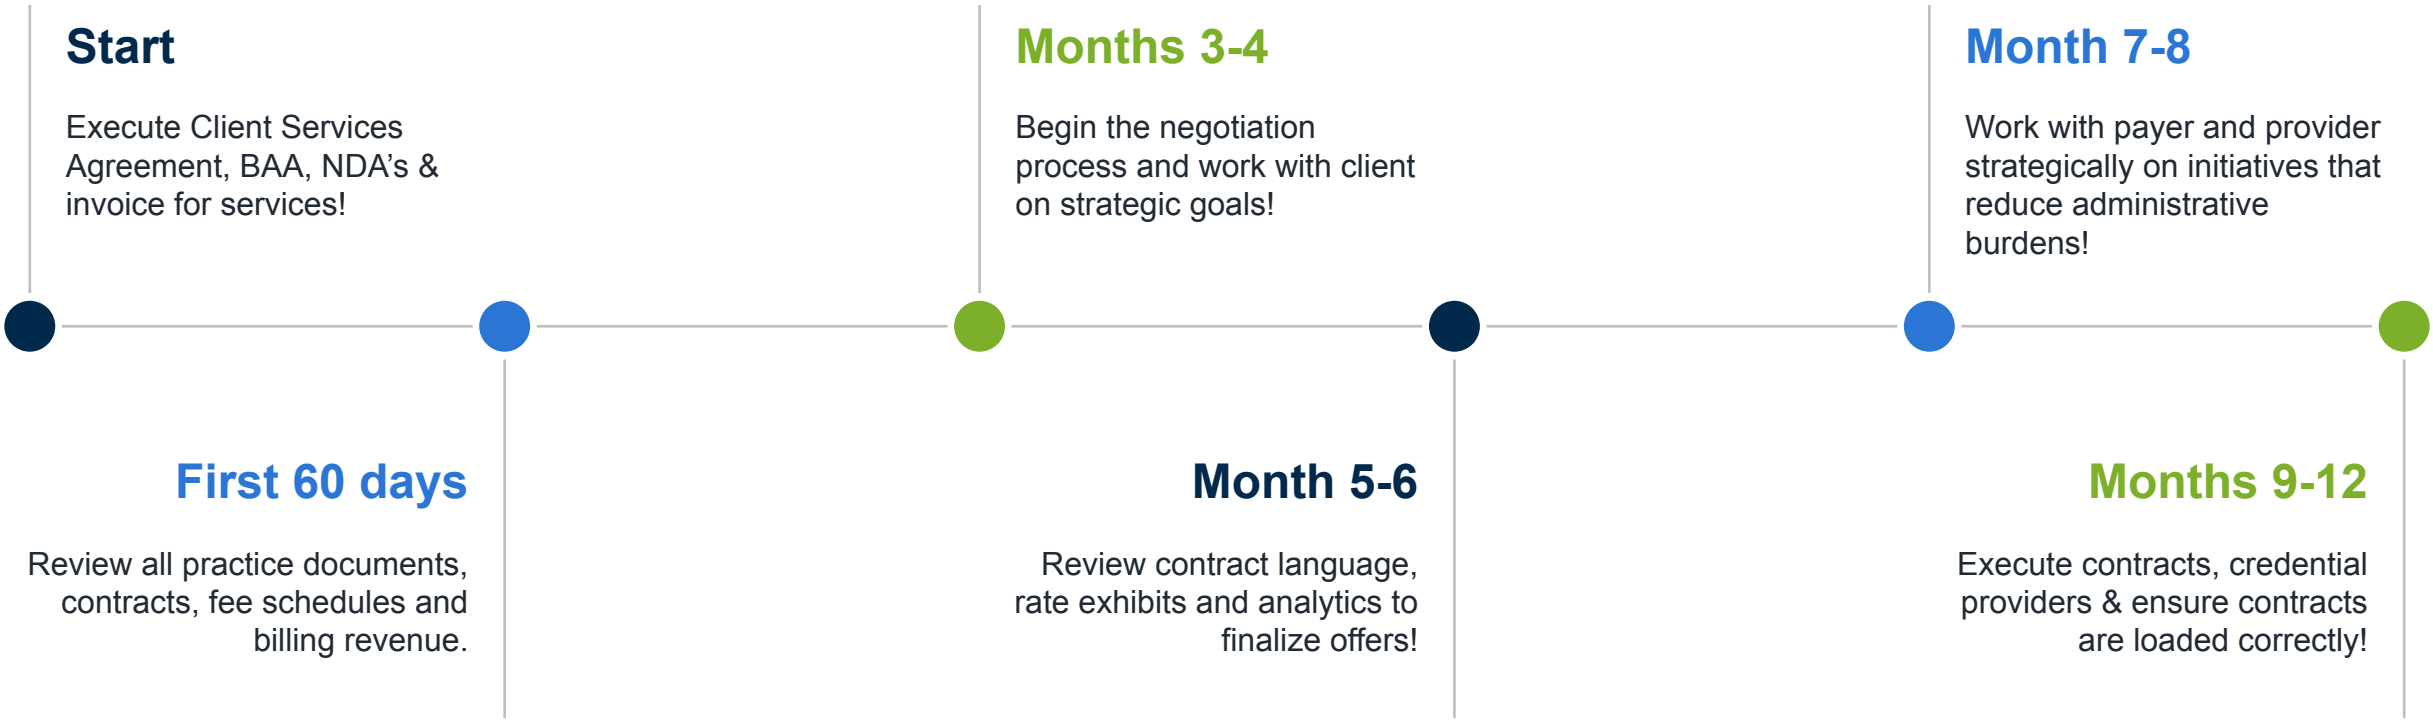 Start
Execute Client Services
Agreement, BAA, NDA’s &
invoice for services!
First 60 days
Review all practice documents,
contracts, fee schedules and
billing revenue.
Months 3-4
Begin the negotiation
process and work with client
on strategic goals!
Month 5-6
Review contract language,
rate exhibits and analytics to
finalize offers!
Month 7-8
Work with payer and provider
strategically on initiatives that
reduce administrative
burdens!
Months 9-12
Execute contracts, credential
providers & ensure contracts
are loaded correctly!